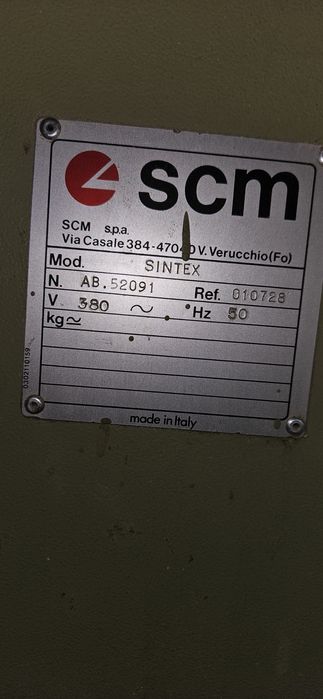 scm
SCM s.p.a.
Via Casale 384-47040 V. Verucchio (Fo)
Mod. SINTEX
N. AB.52091 Ref. 010728
V 380 ~ Hz 50
kg≃
made in Italy
0302110159